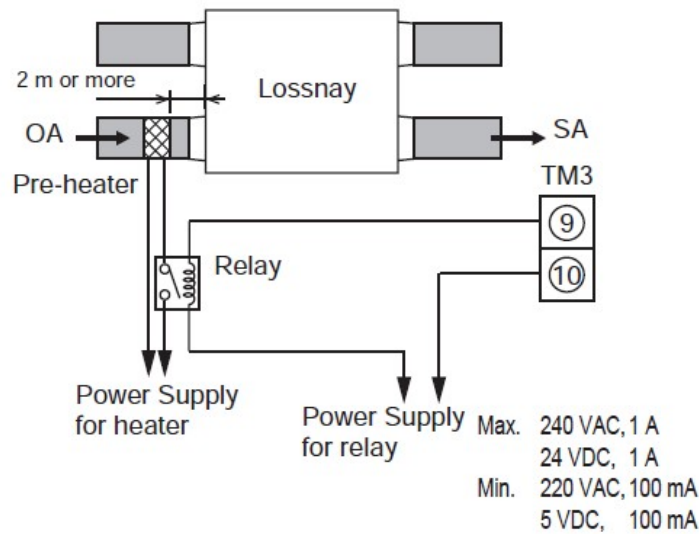 2 m or more
Lossnay
OA
SA
Pre-heater
TM3
9
Relay
10
Power Supply
for heater
Power Supply
for relay
Max. 240 VAC, 1 A
24 VDC, 1 A
Min. 220 VAC, 100 mA
5 VDC, 100 mA